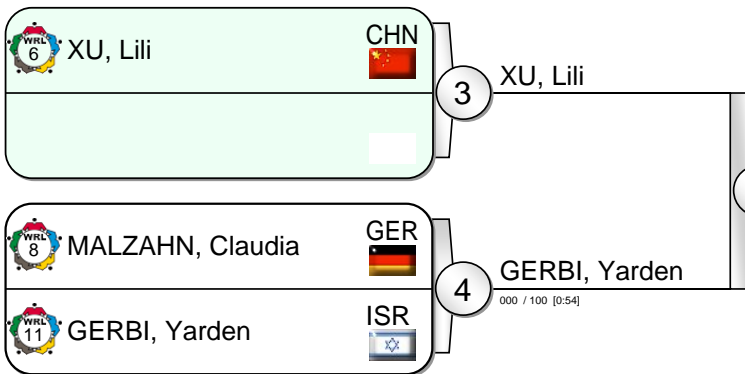 WRL
6
XU, Lili
CHN
3
XU, Lili
WRL
8
MALZAHN, Claudia
GER
4
GERBI, Yarden
000 / 100 [0:54]
WRL
11
GERBI, Yarden
ISR